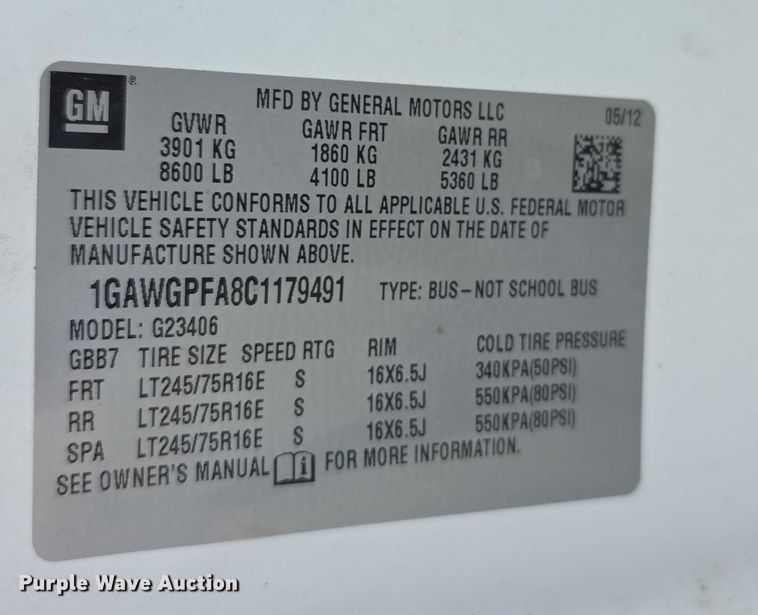 GM
®
MFD BY GENERAL MOTORS LLC 05/12
GVWR GAWR FRT GAWR RR
3901 KG 1860 KG 2431 KG
8600 LB 4100 LB 5360 LB
THIS VEHICLE CONFORMS TO ALL APPLICABLE U.S. FEDERAL MOTOR
VEHICLE SAFETY STANDARDS IN EFFECT ON THE DATE OF
MANUFACTURE SHOWN ABOVE.
1GAWGPFA8C1179491 TYPE: BUS-NOT SCHOOL BUS
MODEL: G23406
GBB7 TIRE SIZE SPEED RTG RIM COLD TIRE PRESSURE
FRT LT245/75R16E S 16X6.5J 340KPA(50PSI)
RR LT245/75R16E S 16X6.5J 550KPA(80PSI)
SPA LT245/75R16E S 16X6.5J 550KPA(80PSI)
SEE OWNER'S MANUAL i FOR MORE INFORMATION.
Purple Wave Auction